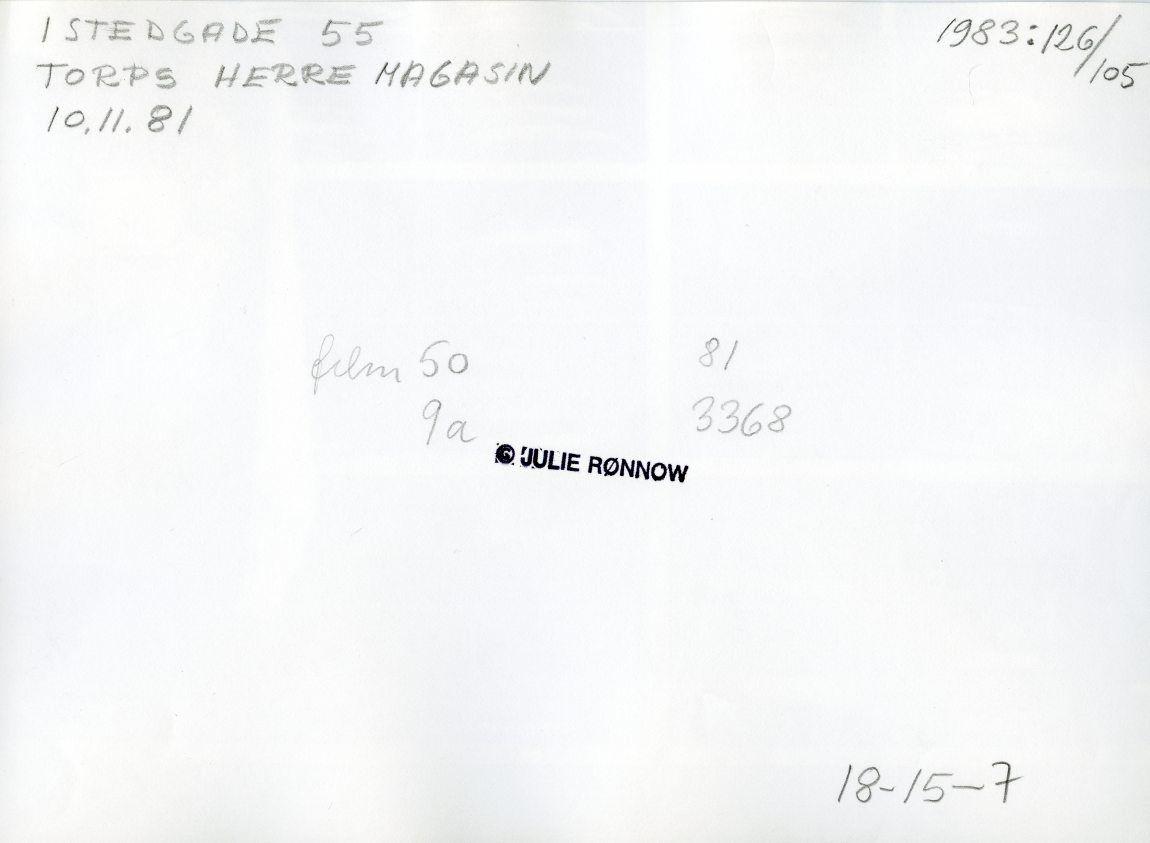 ISTEDGADE 55
TORPS HERRE MAGASIN
10.11.81
1983:126/105
film 50
9a
81
3368
© JULIE RØNNOW
18-15-7